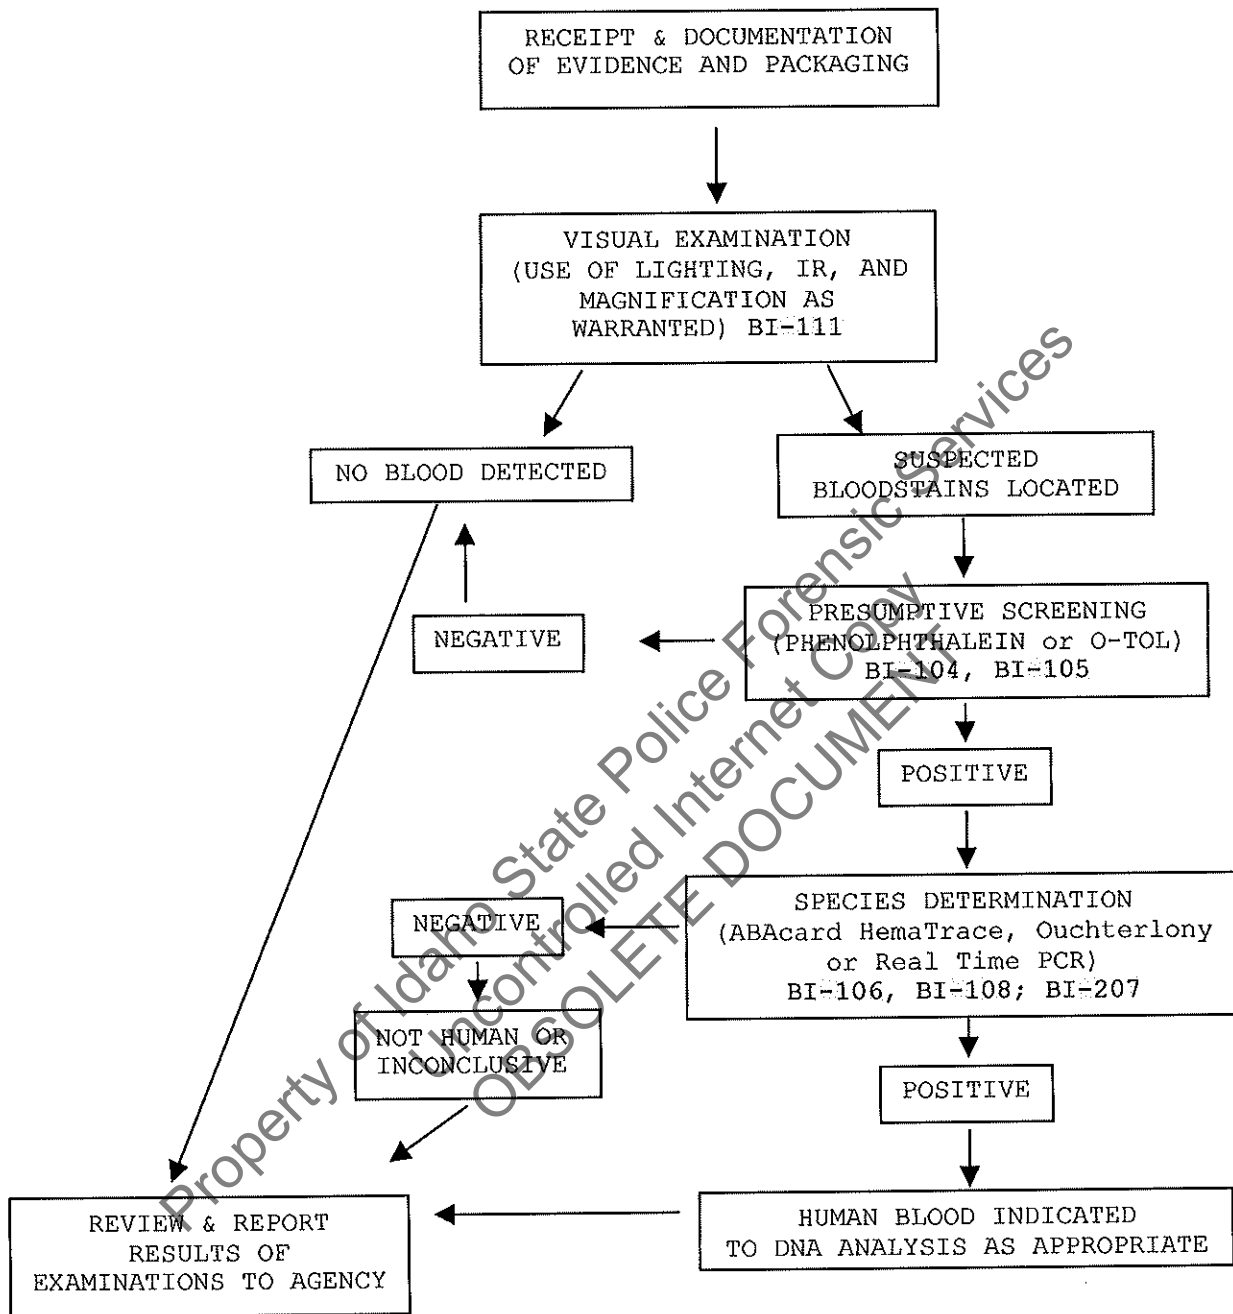 RECEIPT & DOCUMENTATION
OF EVIDENCE AND PACKAGING
VISUAL EXAMINATION
(USE OF LIGHTING, IR, AND
MAGNIFICATION AS
WARRANTED) BI-111
NO BLOOD DETECTED
SUSPECTED
BLOODSTAINS LOCATED
NEGATIVE
PRESUMPTIVE SCREENING
(PHENOLPHTHALEIN or O-TOL)
BI-104, BI-105
POSITIVE
NEGATIVE
SPECIES DETERMINATION
(ABAcard HemaTrace, Ouchterlony
or Real Time PCR)
BI-106, BI-108; BI-207
NOT HUMAN OR
INCONCLUSIVE
POSITIVE
REVIEW & REPORT
RESULTS OF
EXAMINATIONS TO AGENCY
HUMAN BLOOD INDICATED
TO DNA ANALYSIS AS APPROPRIATE
Property of Idaho State Police Forensic Services
Uncontrolled Internet Copy
OBSOLETE DOCUMENT